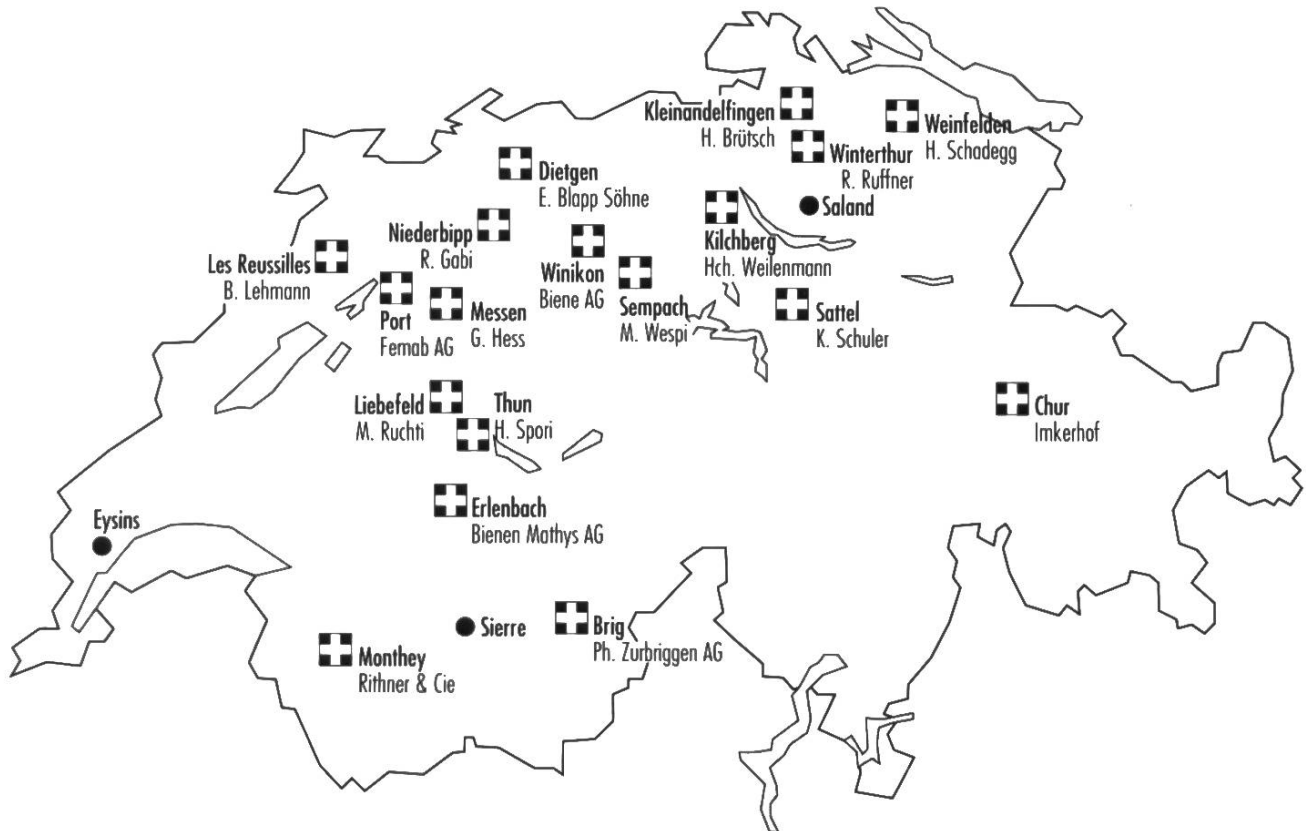 Kleinandelfingen
H. Brütsch
Weinfelden
H. Schadegg
Winterthur
R. Ruffner
Dietgen
E. Blapp Söhne
Saland
Niederbipp
R. Gabi
Kilchberg
Hch. Weilenmann
Les Reussilles
B. Lehmann
Winikon
Biene AG
Sempach
M. Wespi
Port
Fernab AG
Messen
G. Hess
Sattel
K. Schuler
Liebefeld
M. Ruchti
Thun
H. Spori
Chur
Imkerhof
Erlenbach
Bienen Mathys AG
Eysins
Sierre
Brig
Ph. Zurbriggen AG
Monthey
Rithner & Cie